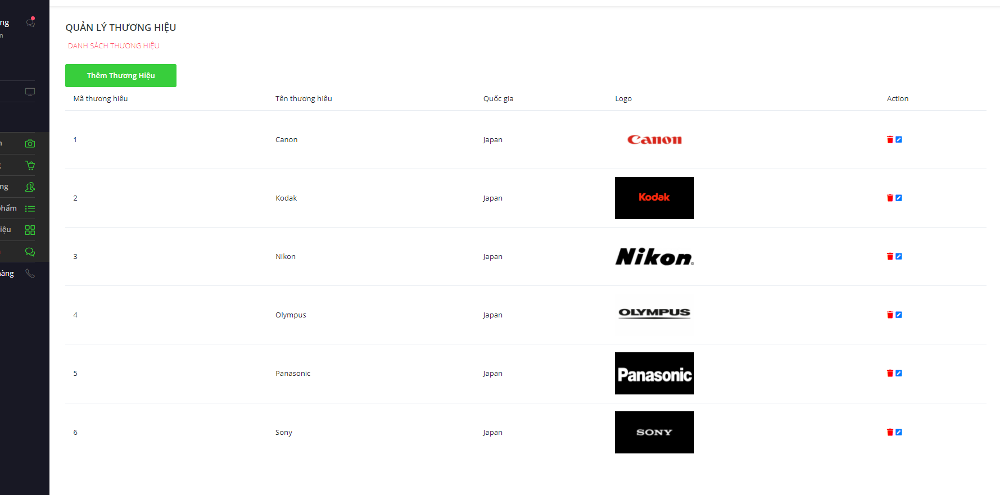 ng
n
QUẢN LÝ THƯƠNG HIỆU
DANH SÁCH THƯƠNG HIỆU
Thêm Thương Hiệu
Mã thương hiệu Tên thương hiệu Quốc gia Logo Action
1 Canon Japan Canon
2 Kodak Japan Kodak
ng
phẩm
3 Nikon Japan Nikon
iệu
àng
4 Olympus Japan OLYMPUS
5 Panasonic Japan Panasonic
6 Sony Japan SONY